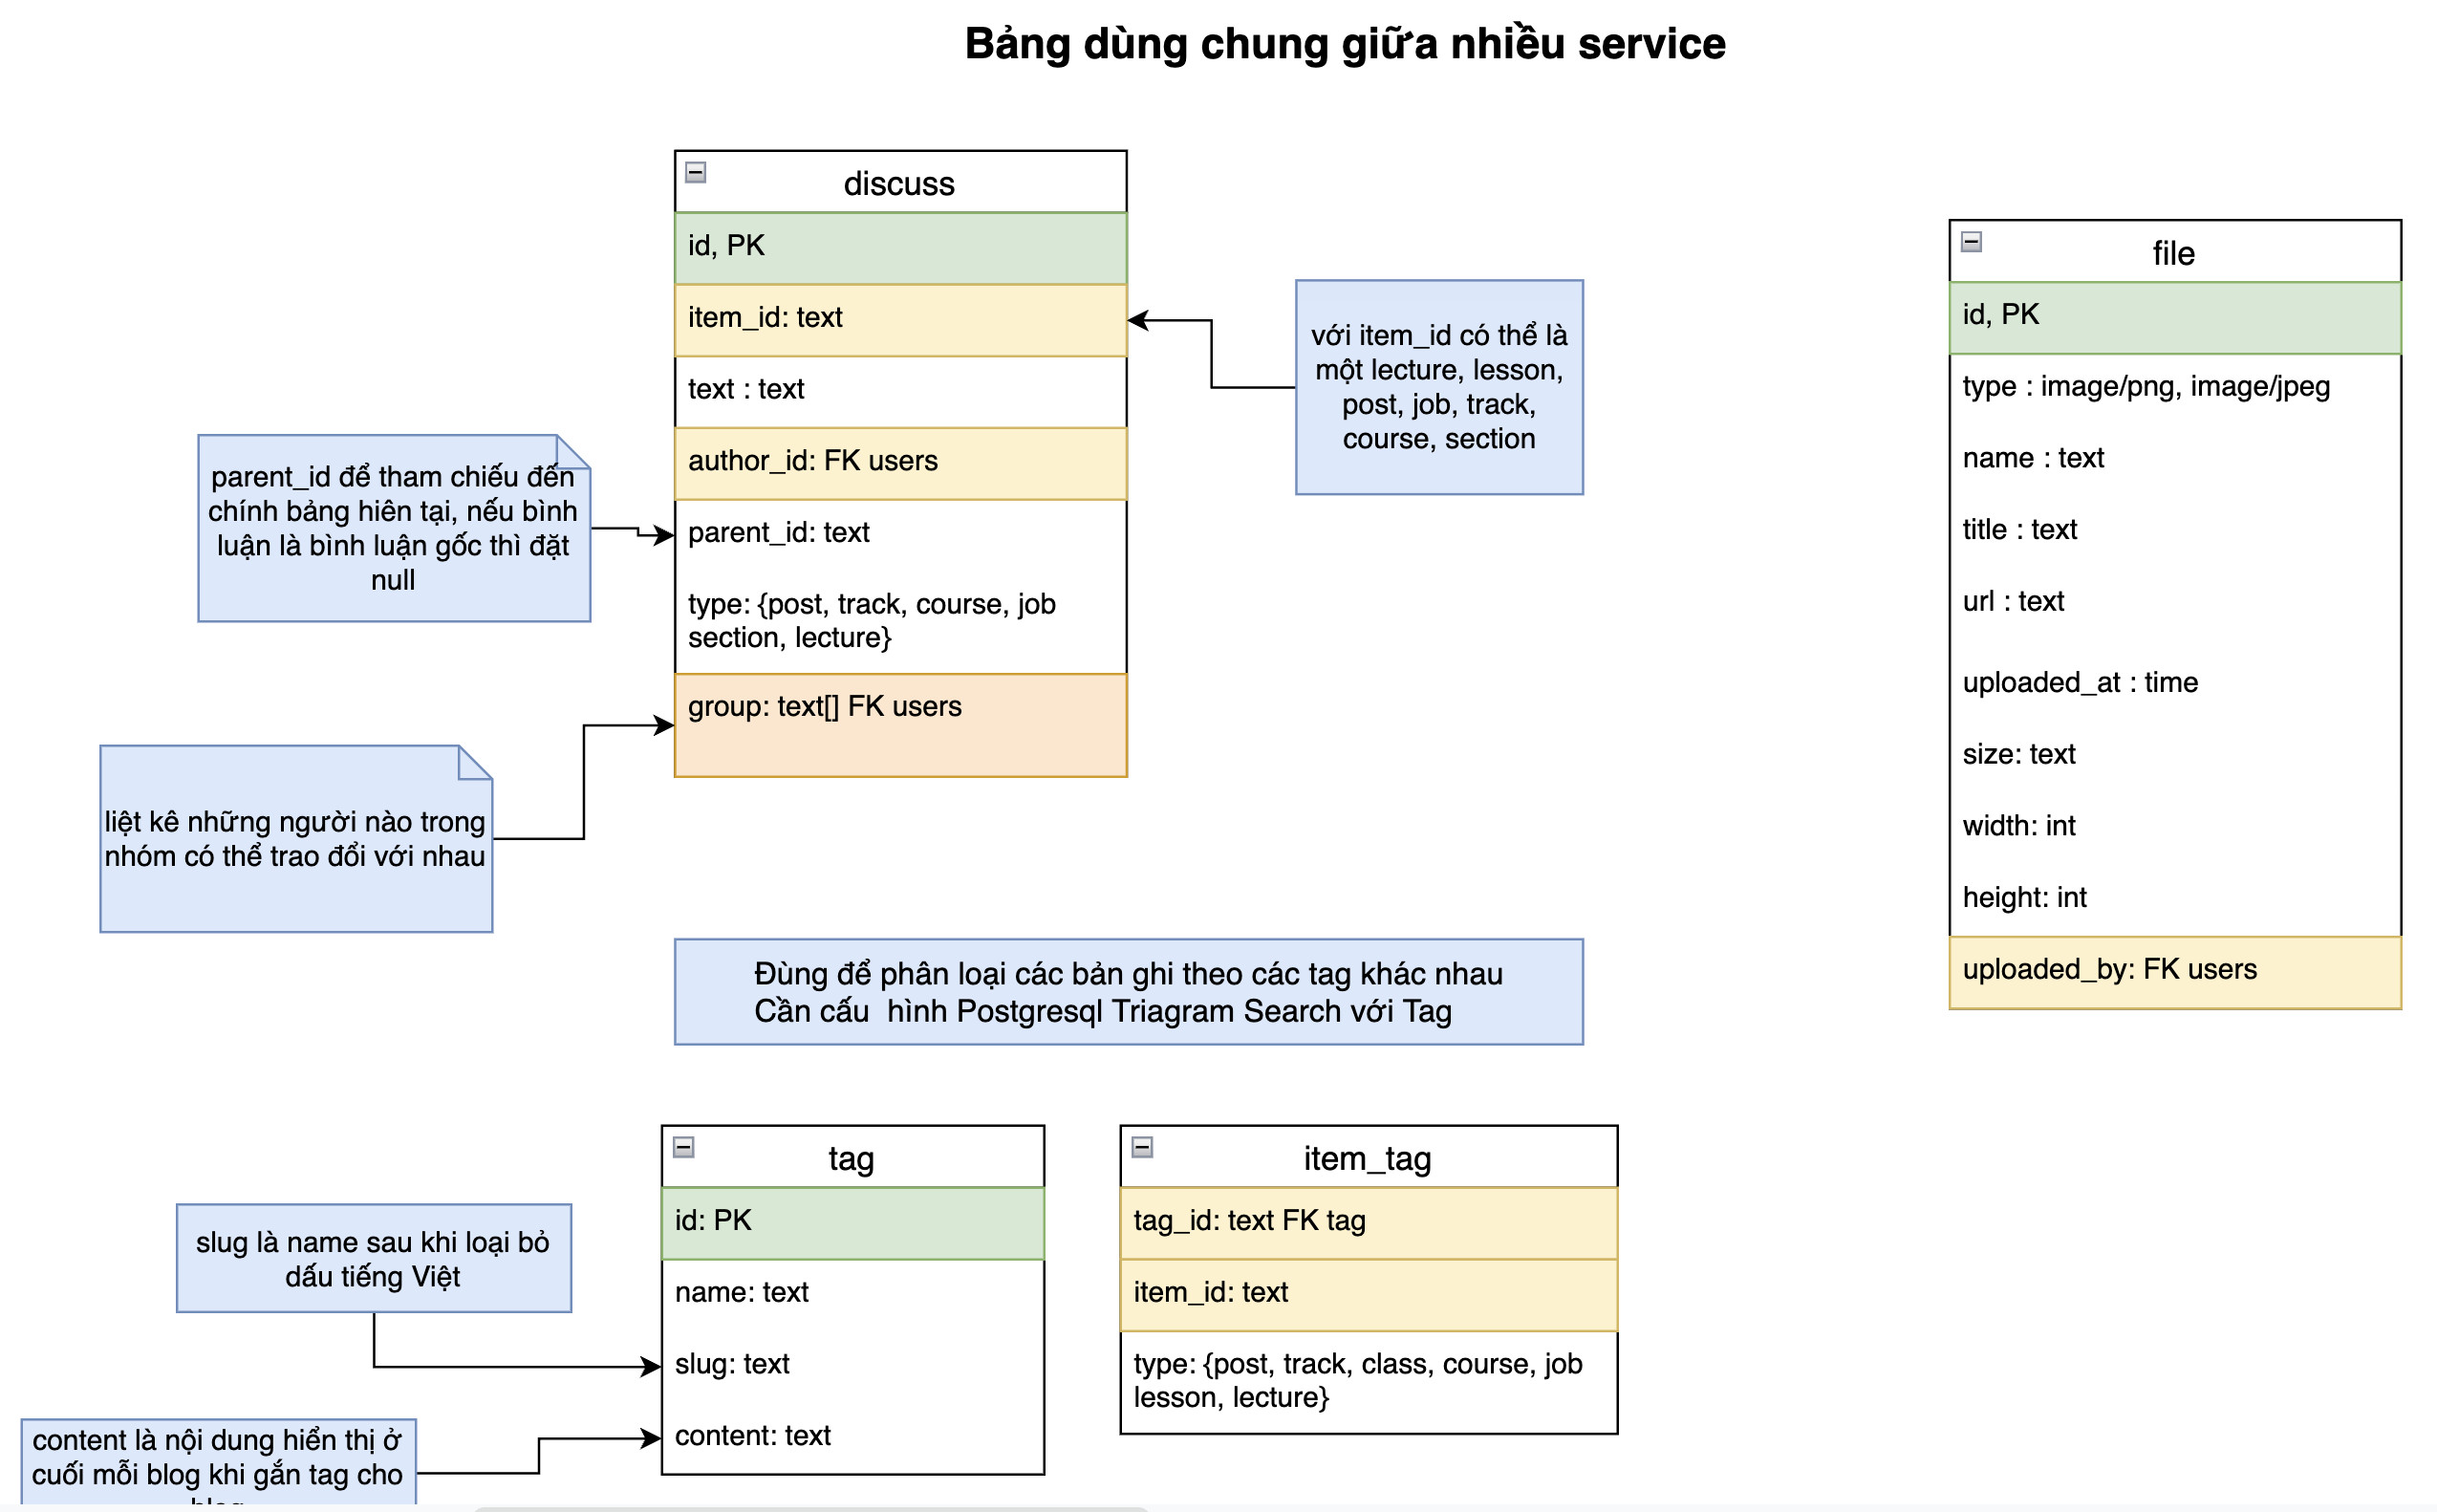 Bảng dùng chung giữa nhiều service
discuss
id, PK
item_id: text
text : text
author_id: FK users
parent_id: text
type: {post, track, course, job
section, lecture}
group: text[] FK users
với item_id có thể là
một lecture, lesson,
post, job, track,
course, section
parent_id để tham chiếu đến
chính bảng hiên tại, nếu bình
luận là bình luận gốc thì đặt
null
liệt kê những người nào trong
nhóm có thể trao đổi với nhau
file
id, PK
type : image/png, image/jpeg
name : text
title : text
url : text
uploaded_at : time
size: text
width: int
height: int
uploaded_by: FK users
Đùng để phân loại các bản ghi theo các tag khác nhau
Cần cấu  hình Postgresql Triagram Search với Tag
tag
id: PK
name: text
slug: text
content: text
item_tag
tag_id: text FK tag
item_id: text
type: {post, track, class, course, job
lesson, lecture}
slug là name sau khi loại bỏ
dấu tiếng Việt
content là nội dung hiển thị ở
cuối mỗi blog khi gắn tag cho